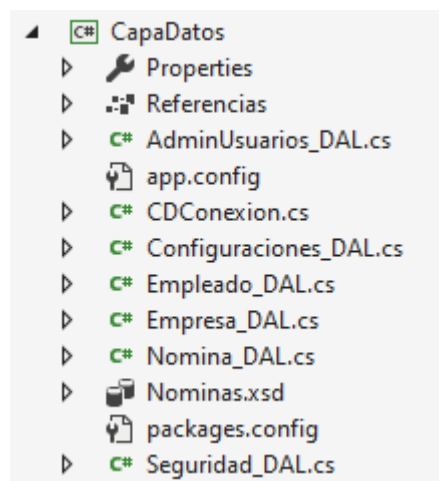 C# CapaDatos
Properties
Referencias
C# AdminUsuarios_DAL.cs
app.config
C# CDConexion.cs
C# Configuraciones_DAL.cs
C# Empleado_DAL.cs
C# Empresa_DAL.cs
C# Nomina_DAL.cs
Nominas.xsd
packages.config
C# Seguridad_DAL.cs